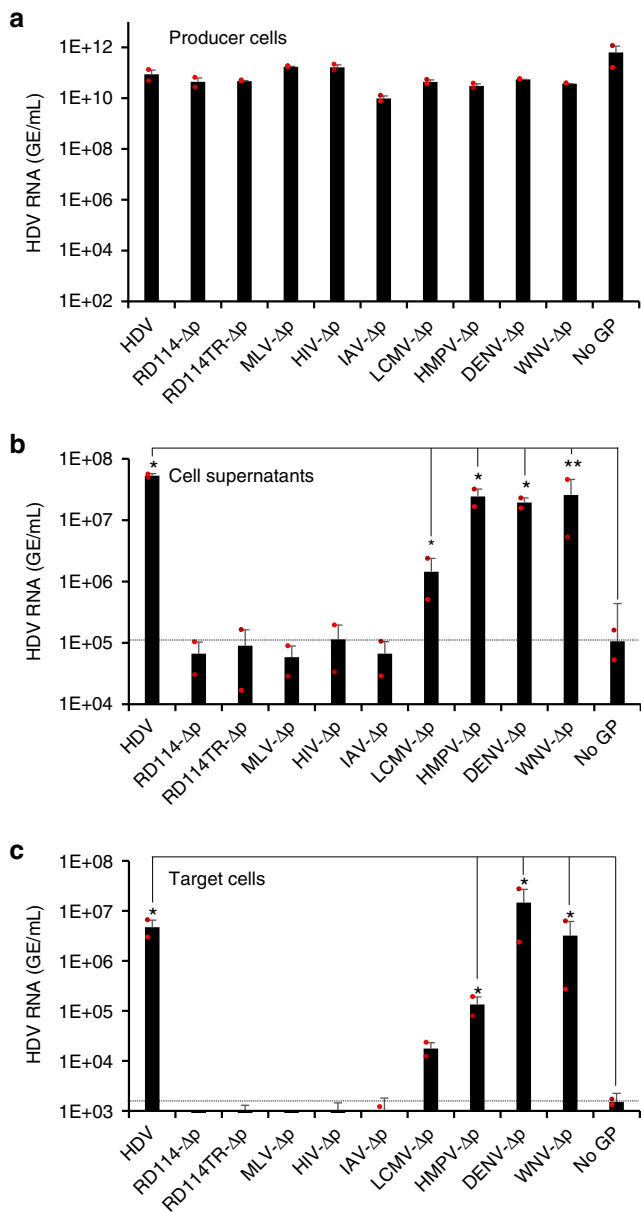 a
Producer cells
HDV RNA (GE/mL)
1E+12
1E+10
1E+08
1E+06
1E+04
1E+02
HDV
RD114-Δp
RD114TR-Δp
MLV-Δp
HIV-Δp
IAV-Δp
LCMV-Δp
HMPV-Δp
DENV-Δp
WNV-Δp
No GP
b
Cell supernatants
HDV RNA (GE/mL)
1E+08
1E+07
1E+06
1E+05
1E+04
*
*
*
*
**
HDV
RD114-Δp
RD114TR-Δp
MLV-Δp
HIV-Δp
IAV-Δp
LCMV-Δp
HMPV-Δp
DENV-Δp
WNV-Δp
No GP
c
Target cells
HDV RNA (GE/mL)
1E+08
1E+07
1E+06
1E+05
1E+04
1E+03
*
*
*
*
HDV
RD114-Δp
RD114TR-Δp
MLV-Δp
HIV-Δp
IAV-Δp
LCMV-Δp
HMPV-Δp
DENV-Δp
WNV-Δp
No GP